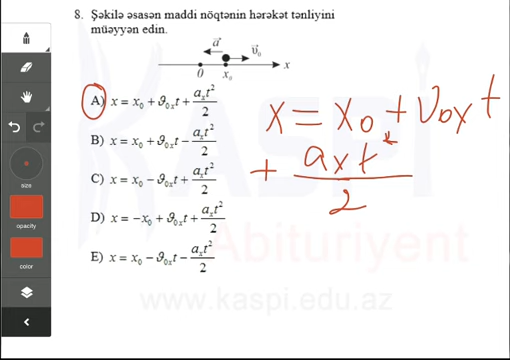 8. Şəkilə əsasən maddi nöqtənin hərəkət tənliyini
müəyyən edin.
a⃗
v⃗₀
0 x₀ x
A) x = x₀ + ϑ₀ₓt + aₓt²/2
B) x = x₀ + ϑ₀ₓt − aₓt²/2
C) x = x₀ − ϑ₀ₓt + aₓt²/2
D) x = −x₀ + ϑ₀ₓt + aₓt²/2
E) x = x₀ − ϑ₀ₓt − aₓt²/2
x = x₀ + v₀ₓt
+ aₓt²/2
size
opacity
color
KASPI
Abituriyent
www.kaspi.edu.az